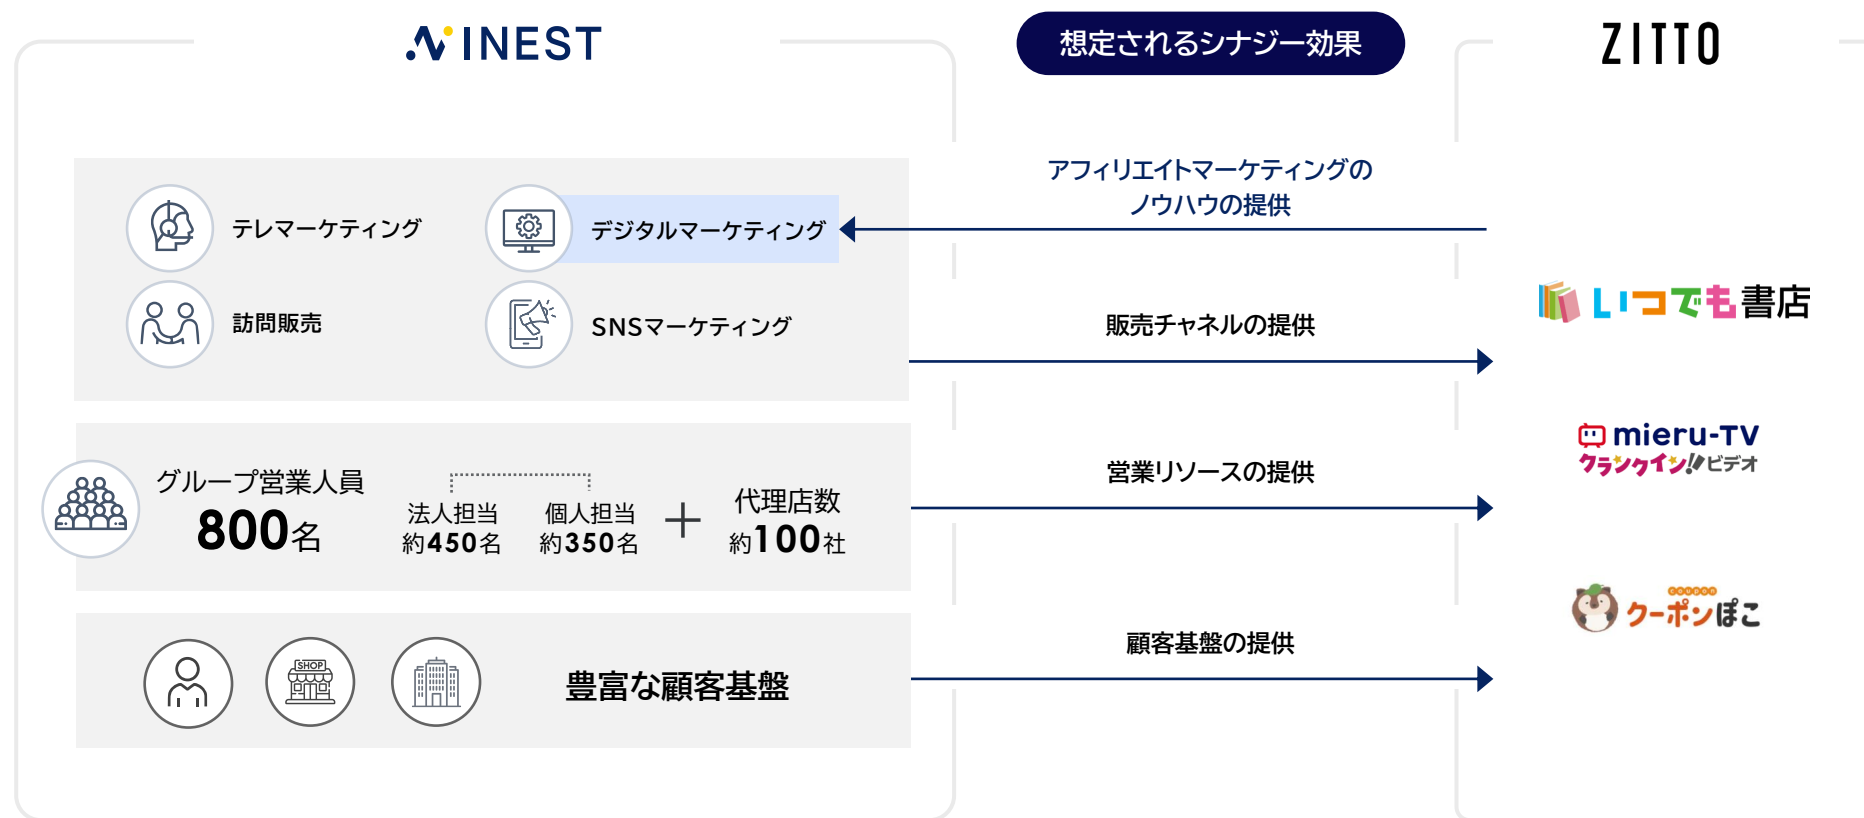 INEST
想定されるシナジー効果
ZITTO
テレマーケティング
デジタルマーケティング
訪問販売
SNSマーケティング
アフィリエイトマーケティングの
ノウハウの提供
販売チャネルの提供
いつでも書店
グループ営業人員
800名
法人担当
約450名
個人担当
約350名
＋
代理店数
約100社
営業リソースの提供
mieru-TV
クランクイン!!ビデオ
SHOP
豊富な顧客基盤
顧客基盤の提供
coupon
クーポンぽこ